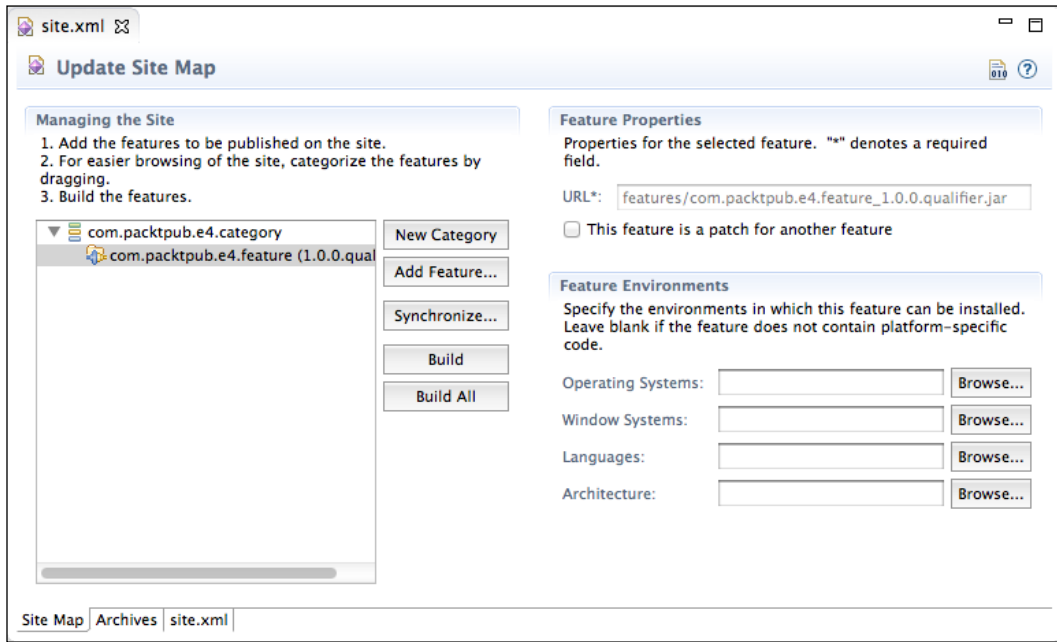 site.xml
Update Site Map
010
Managing the Site
1. Add the features to be published on the site.
2. For easier browsing of the site, categorize the features by
dragging.
3. Build the features.
com.packtpub.e4.category
com.packtpub.e4.feature (1.0.0.qual
New Category
Add Feature...
Synchronize...
Build
Build All
Feature Properties
Properties for the selected feature. "*" denotes a required
field.
URL*: features/com.packtpub.e4.feature_1.0.0.qualifier.jar
This feature is a patch for another feature
Feature Environments
Specify the environments in which this feature can be installed.
Leave blank if the feature does not contain platform-specific
code.
Operating Systems: Browse...
Window Systems: Browse...
Languages: Browse...
Architecture: Browse...
Site Map Archives site.xml